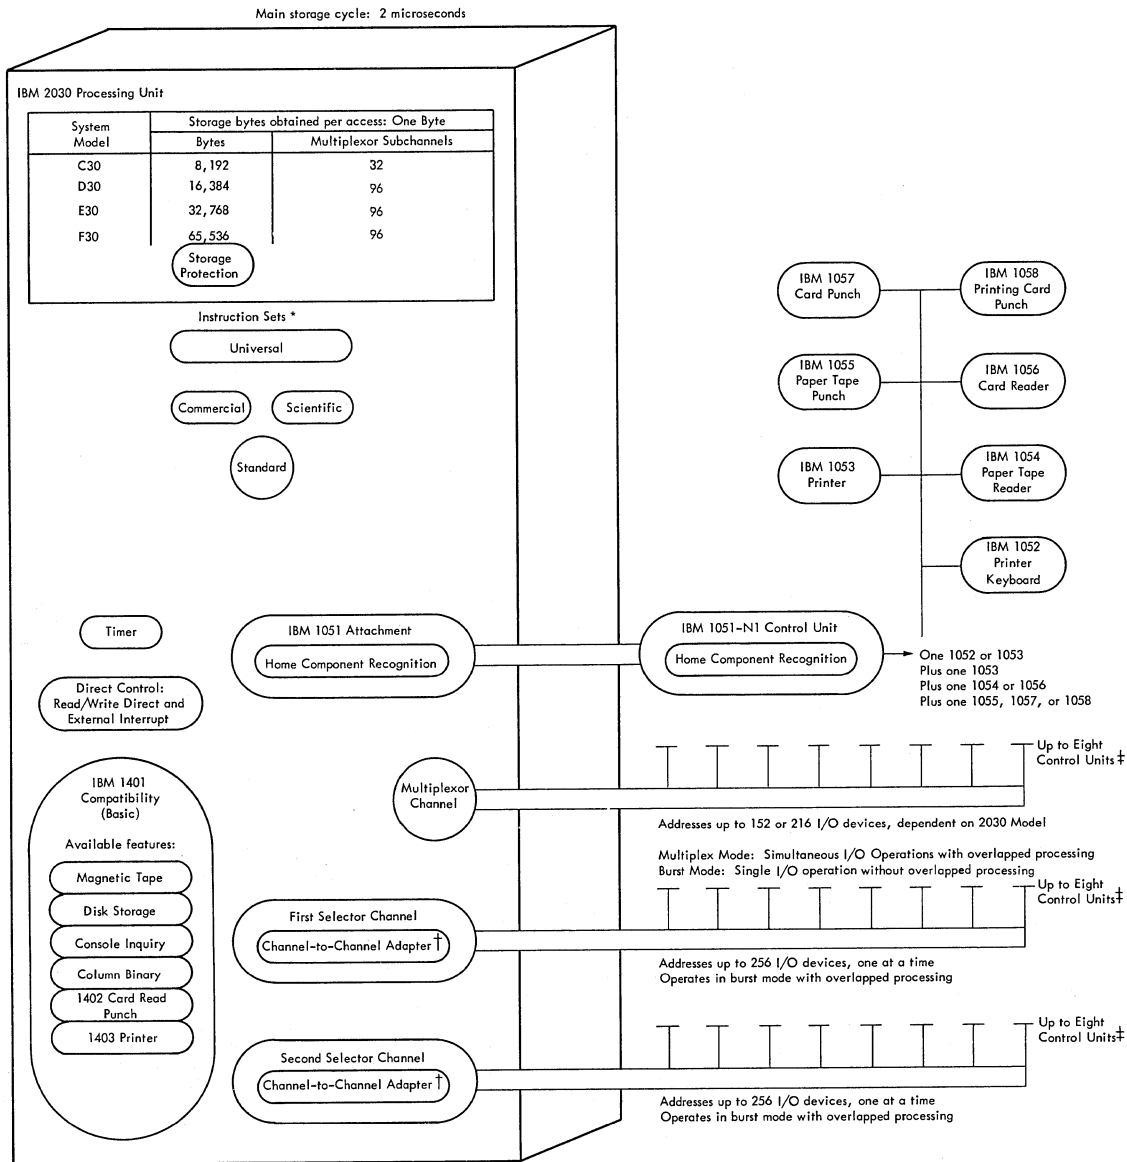 Main storage cycle: 2 microseconds
IBM 2030 Processing Unit
System Model
Storage bytes obtained per access: One Byte
Bytes
Multiplexor Subchannels
C30 8,192 32
D30 16,384 96
E30 32,768 96
F30 65,536 96
Storage
Protection
Instruction Sets *
Universal
Commercial
Scientific
Standard
IBM 1057
Card Punch
IBM 1058
Printing Card
Punch
IBM 1055
Paper Tape
Punch
IBM 1056
Card Reader
IBM 1053
Printer
IBM 1054
Paper Tape
Reader
IBM 1052
Printer
Keyboard
Timer
IBM 1051 Attachment
Home Component Recognition
IBM 1051-N1 Control Unit
Home Component Recognition
One 1052 or 1053
Plus one 1053
Plus one 1054 or 1056
Plus one 1055, 1057, or 1058
Direct Control:
Read/Write Direct and
External Interrupt
IBM 1401
Compatibility
(Basic)
Available features:
Magnetic Tape
Disk Storage
Console Inquiry
Column Binary
1402 Card Read
Punch
1403 Printer
Multiplexor
Channel
Up to Eight
Control Units ‡
Addresses up to 152 or 216 I/O devices, dependent on 2030 Model
Multiplex Mode: Simultaneous I/O Operations with overlapped processing
Burst Mode: Single I/O operation without overlapped processing
First Selector Channel
Channel-to-Channel Adapter †
Up to Eight
Control Units‡
Addresses up to 256 I/O devices, one at a time
Operates in burst mode with overlapped processing
Second Selector Channel
Channel-to-Channel Adapter †
Up to Eight
Control Units‡
Addresses up to 256 I/O devices, one at a time
Operates in burst mode with overlapped processing